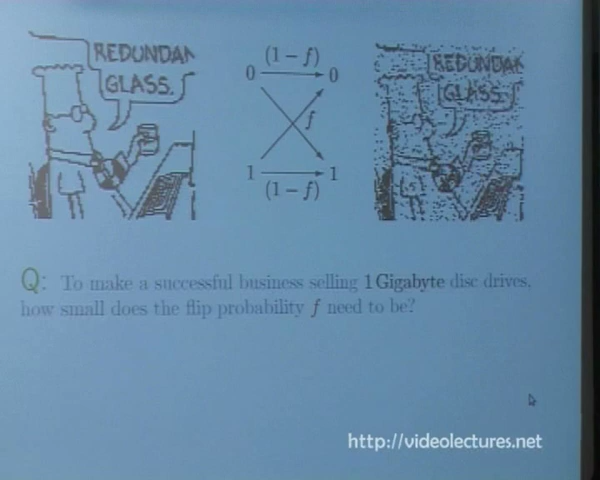 REDUNDAN
GLASS.
(1 − f)
0 0
f
1 1
(1 − f)
REDUNDAN
GLASS.
Q: To make a successful business selling 1 Gigabyte disc drives,
how small does the flip probability f need to be?
http://videolectures.net